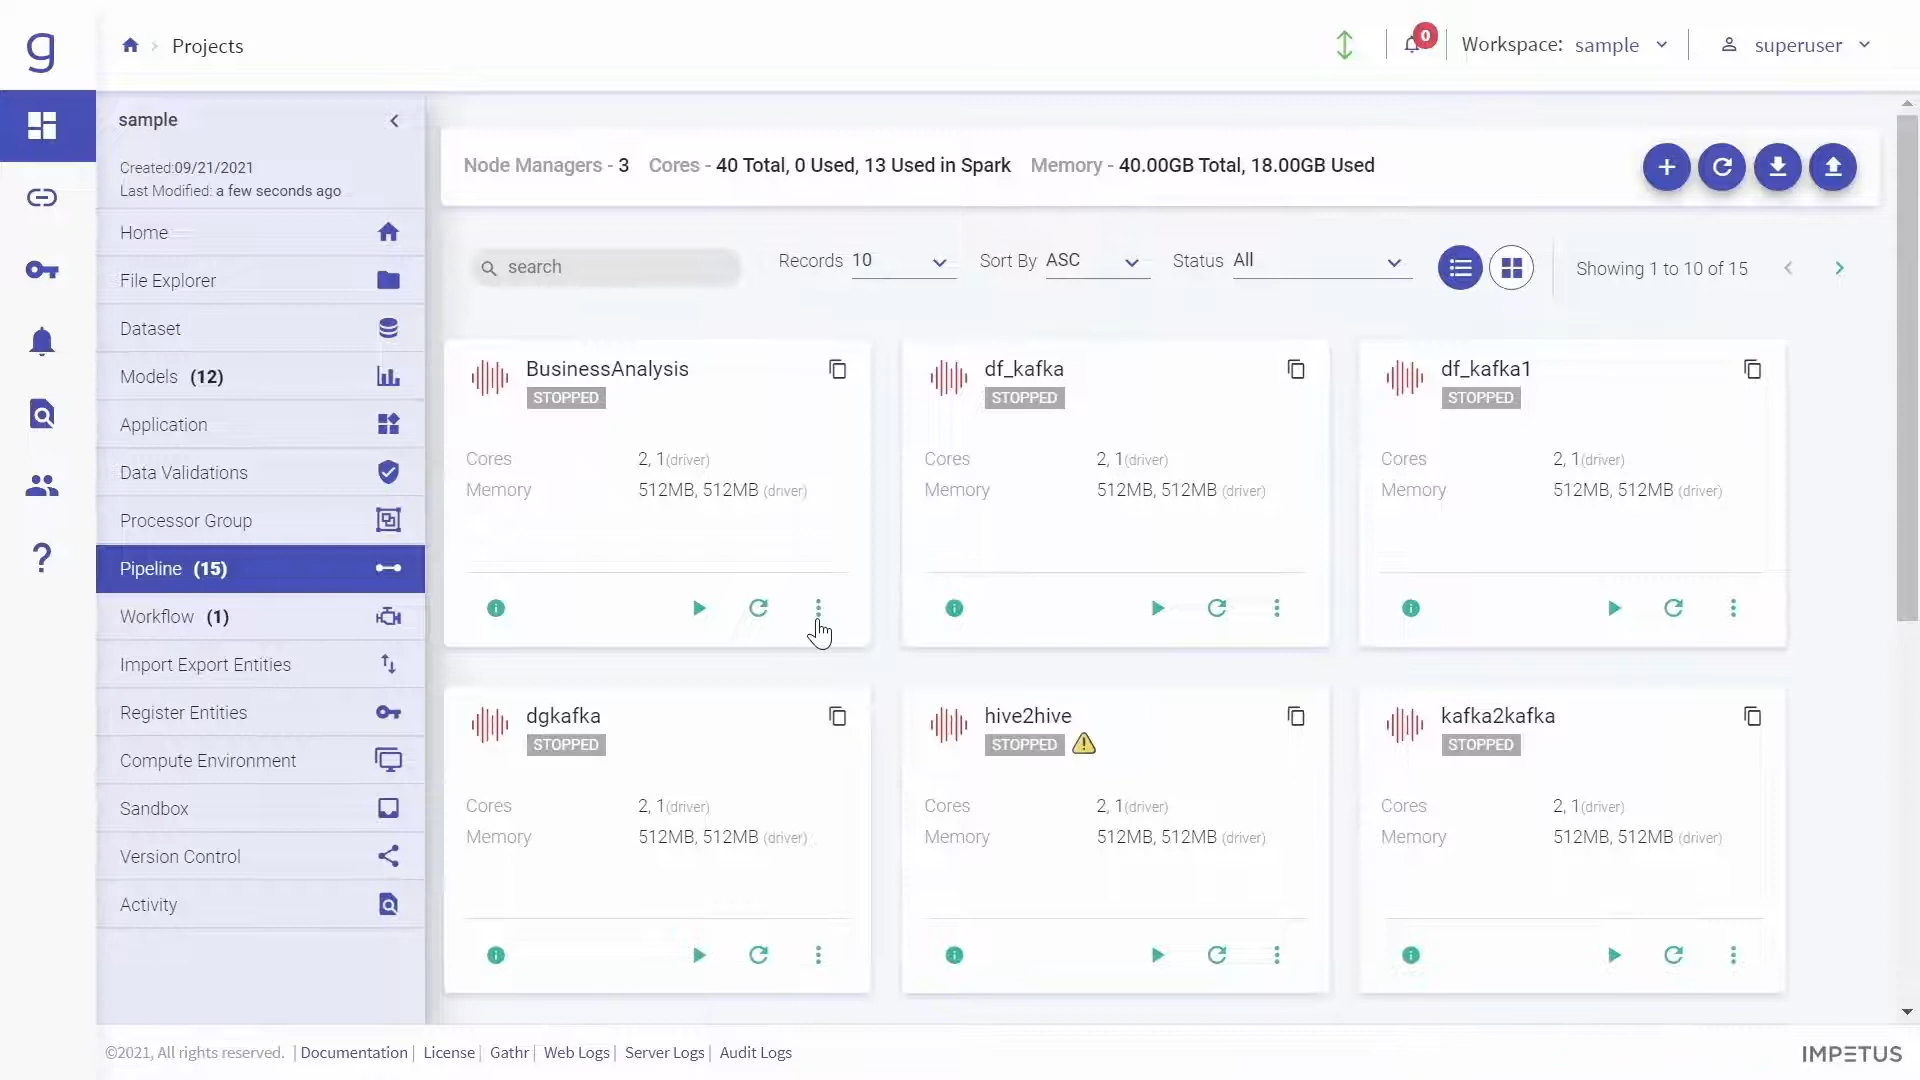 g
Projects
0
Workspace: sample
superuser
sample
Created:09/21/2021
Last Modified: a few seconds ago
Home
File Explorer
Dataset
Models (12)
Application
Data Validations
Processor Group
Pipeline (15)
Workflow (1)
Import Export Entities
Register Entities
Compute Environment
Sandbox
Version Control
Activity
Node Managers - 3 Cores - 40 Total, 0 Used, 13 Used in Spark Memory - 40.00GB Total, 18.00GB Used
search
Records 10
Sort By ASC
Status All
Showing 1 to 10 of 15
BusinessAnalysis
STOPPED
Cores 2, 1(driver)
Memory 512MB, 512MB (driver)
df_kafka
STOPPED
Cores 2, 1(driver)
Memory 512MB, 512MB (driver)
df_kafka1
STOPPED
Cores 2, 1(driver)
Memory 512MB, 512MB (driver)
dgkafka
STOPPED
Cores 2, 1(driver)
Memory 512MB, 512MB (driver)
hive2hive
STOPPED
Cores 2, 1(driver)
Memory 512MB, 512MB (driver)
kafka2kafka
STOPPED
Cores 2, 1(driver)
Memory 512MB, 512MB (driver)
©2021, All rights reserved. | Documentation | License | Gathr | Web Logs | Server Logs | Audit Logs
IMPETUS